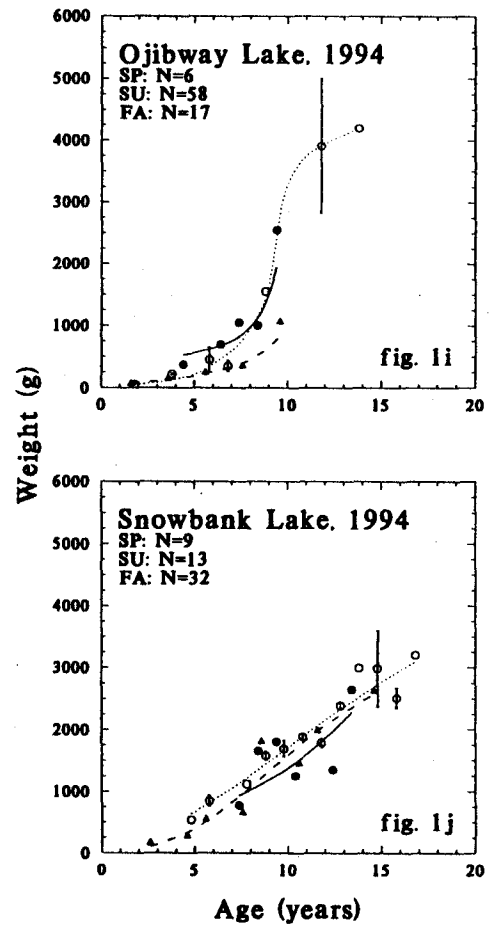 6000
Ojibway Lake, 1994
SP: N=6
SU: N=58
FA: N=17
5000
4000
3000
2000
1000
0
fig. 1i
0 5 10 15 20
Weight (g)
6000
Snowbank Lake, 1994
SP: N=9
SU: N=13
FA: N=32
5000
4000
3000
2000
1000
0
fig. 1j
0 5 10 15 20
Age (years)